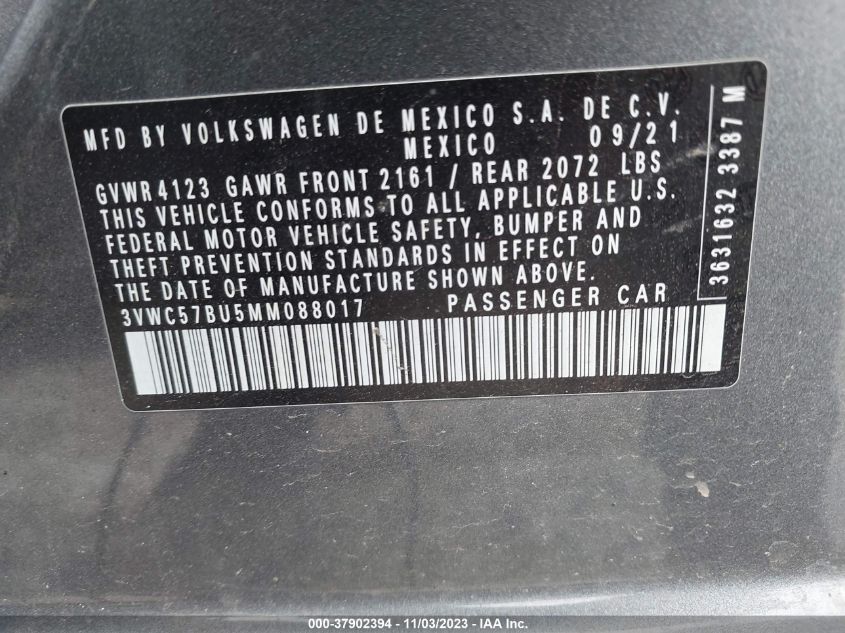 MFD BY VOLKSWAGEN DE MEXICO S.A. DE C.V.
MEXICO 09/21
GVWR 4123 GAWR FRONT 2161 / REAR 2072 LBS
THIS VEHICLE CONFORMS TO ALL APPLICABLE U.S.
FEDERAL MOTOR VEHICLE SAFETY, BUMPER AND
THEFT PREVENTION STANDARDS IN EFFECT ON
THE DATE OF MANUFACTURE SHOWN ABOVE.
3VWC57BU5MM088017 PASSENGER CAR
3631632 3387 M
000-37902394 - 11/03/2023 - IAA Inc.